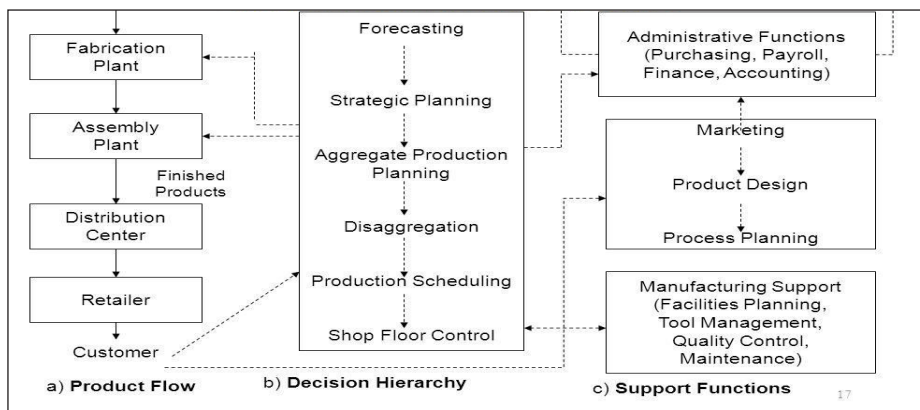 Fabrication
Plant
Assembly
Plant
Finished
Products
Distribution
Center
Retailer
Customer
a) Product Flow
Forecasting
Strategic Planning
Aggregate Production
Planning
Disaggregation
Production Scheduling
Shop Floor Control
b) Decision Hierarchy
Administrative Functions
(Purchasing, Payroll,
Finance, Accounting)
Marketing
Product Design
Process Planning
Manufacturing Support
(Facilities Planning,
Tool Management,
Quality Control,
Maintenance)
c) Support Functions
17